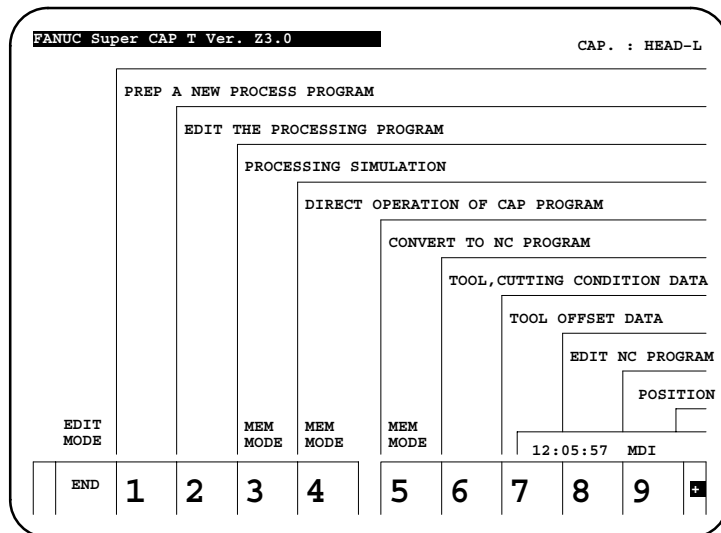 FANUC Super CAP T Ver. Z3.0
CAP. : HEAD-L
PREP A NEW PROCESS PROGRAM
EDIT THE PROCESSING PROGRAM
PROCESSING SIMULATION
DIRECT OPERATION OF CAP PROGRAM
CONVERT TO NC PROGRAM
TOOL,CUTTING CONDITION DATA
TOOL OFFSET DATA
EDIT NC PROGRAM
POSITION
EDIT MEM MEM MEM
MODE MODE MODE MODE
12:05:57 MDI
END 1 2 3 4 5 6 7 8 9 +